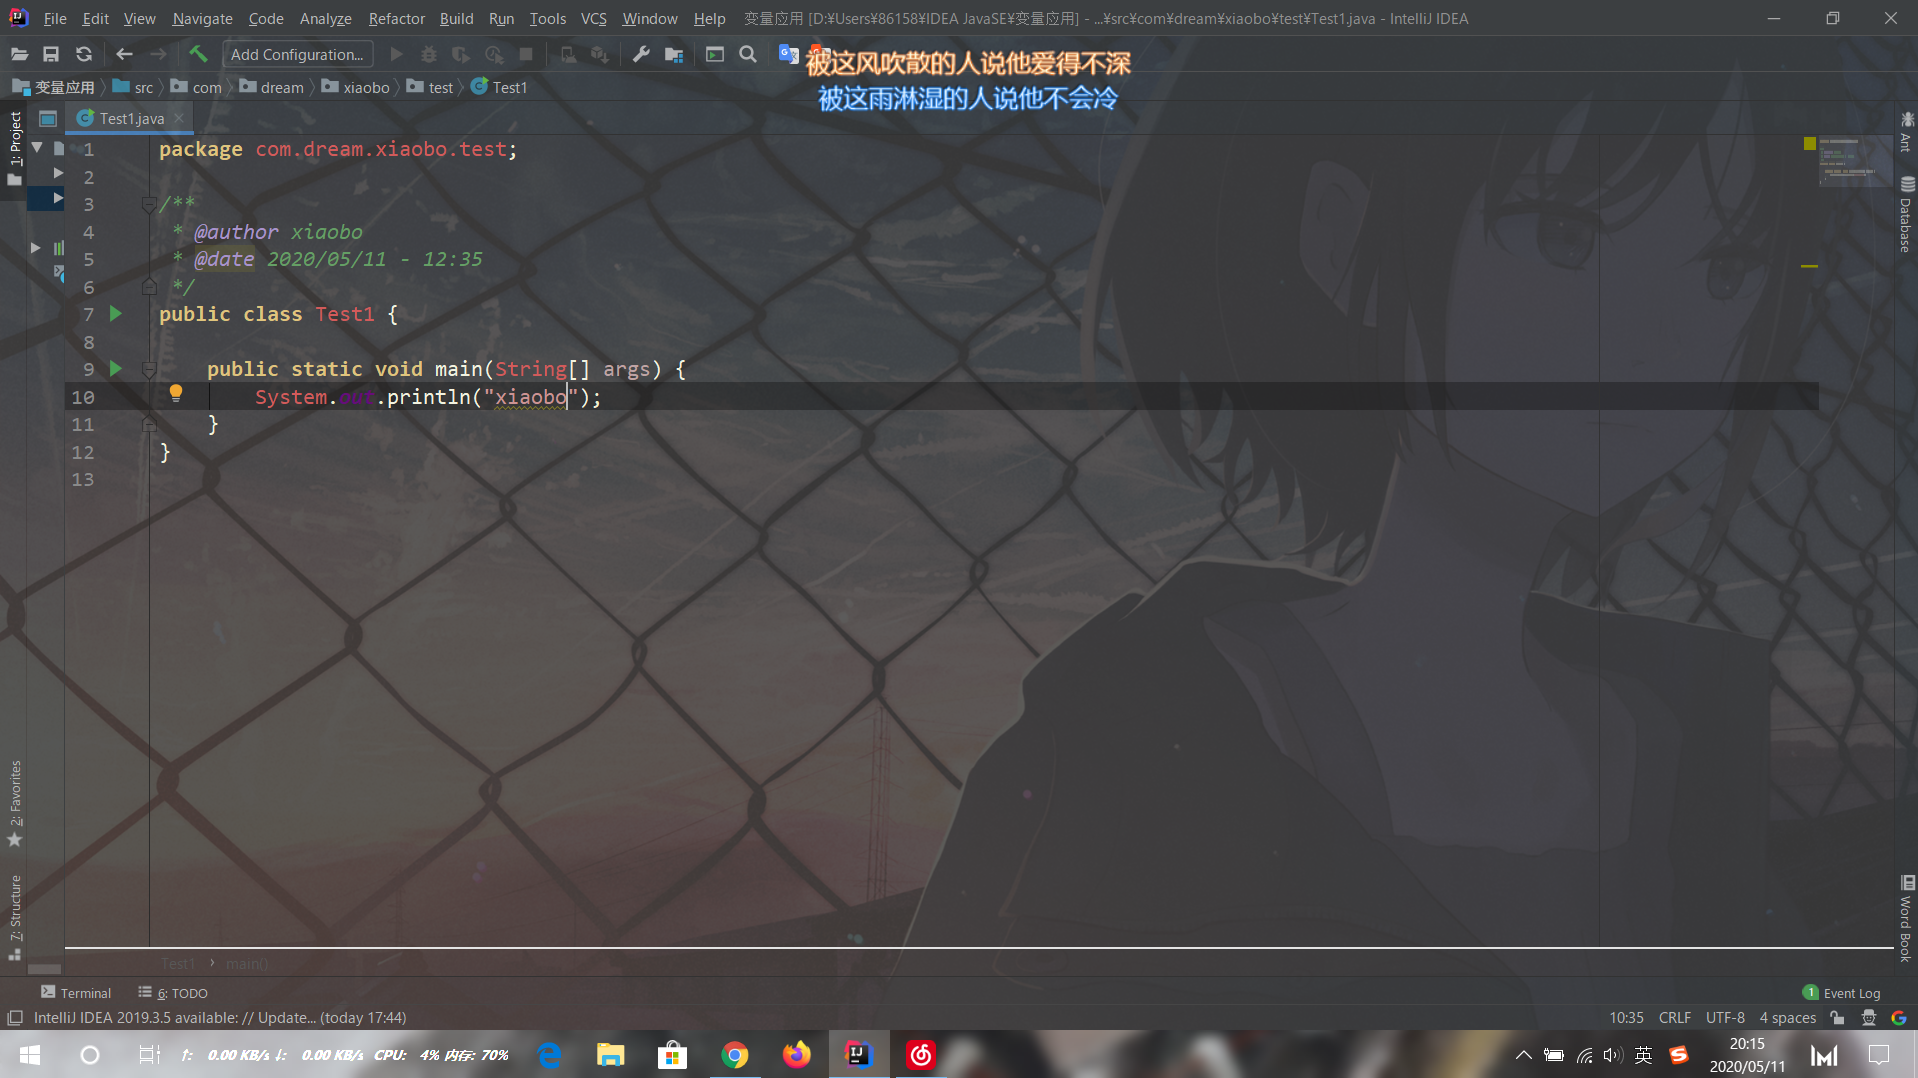 File Edit View Navigate Code Analyze Refactor Build Run Tools VCS Window Help 变量应用 [D:¥Users¥86158¥IDEA JavaSE¥变量应用] - ...¥src¥com¥dream¥xiaobo¥test¥Test1.java - IntelliJ IDEA
Add Configuration...
被这风吹散的人说他爱得不深
被这雨淋湿的人说他不会冷
变量应用 src com dream xiaobo test Test1
Test1.java
1: Project
Ant
Database
1 package com.dream.xiaobo.test;
2
3 /**
4 * @author xiaobo
5 * @date 2020/05/11 - 12:35
6 */
7 public class Test1 {
8
9 public static void main(String[] args) {
10 System.out.println("xiaobo");
11 }
12 }
13
2: Favorites
7: Structure
Word Book
Test1 › main()
Terminal 6: TODO
1 Event Log
IntelliJ IDEA 2019.3.5 available: // Update... (today 17:44)
10:35 CRLF UTF-8 4 spaces
↑: 0.00 KB/s ↓: 0.00 KB/s CPU: 4% 内存: 70%
英
20:15
2020/05/11